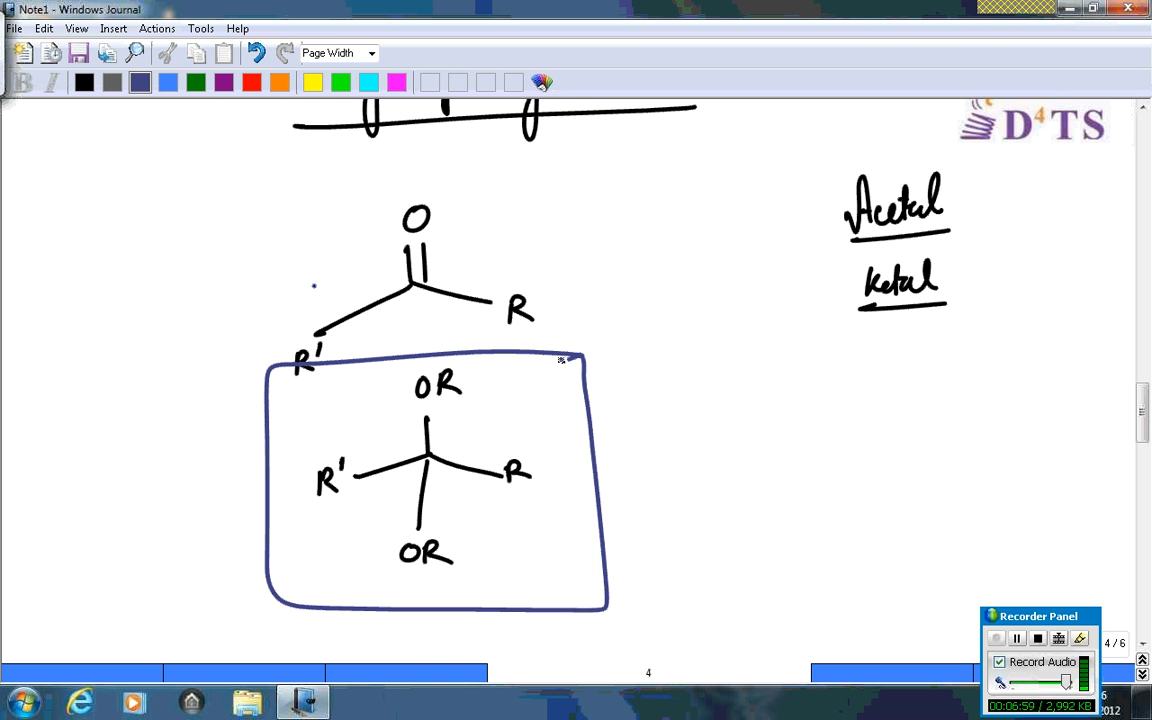 Note1 - Windows Journal
File Edit View Insert Actions Tools Help
Page Width
B I
D4TS
Acetal
Ketal
O
R
R'
OR
R' R
OR
Recorder Panel
Record Audio
00:06:59 / 2,992 KB
4 / 6
4
2012